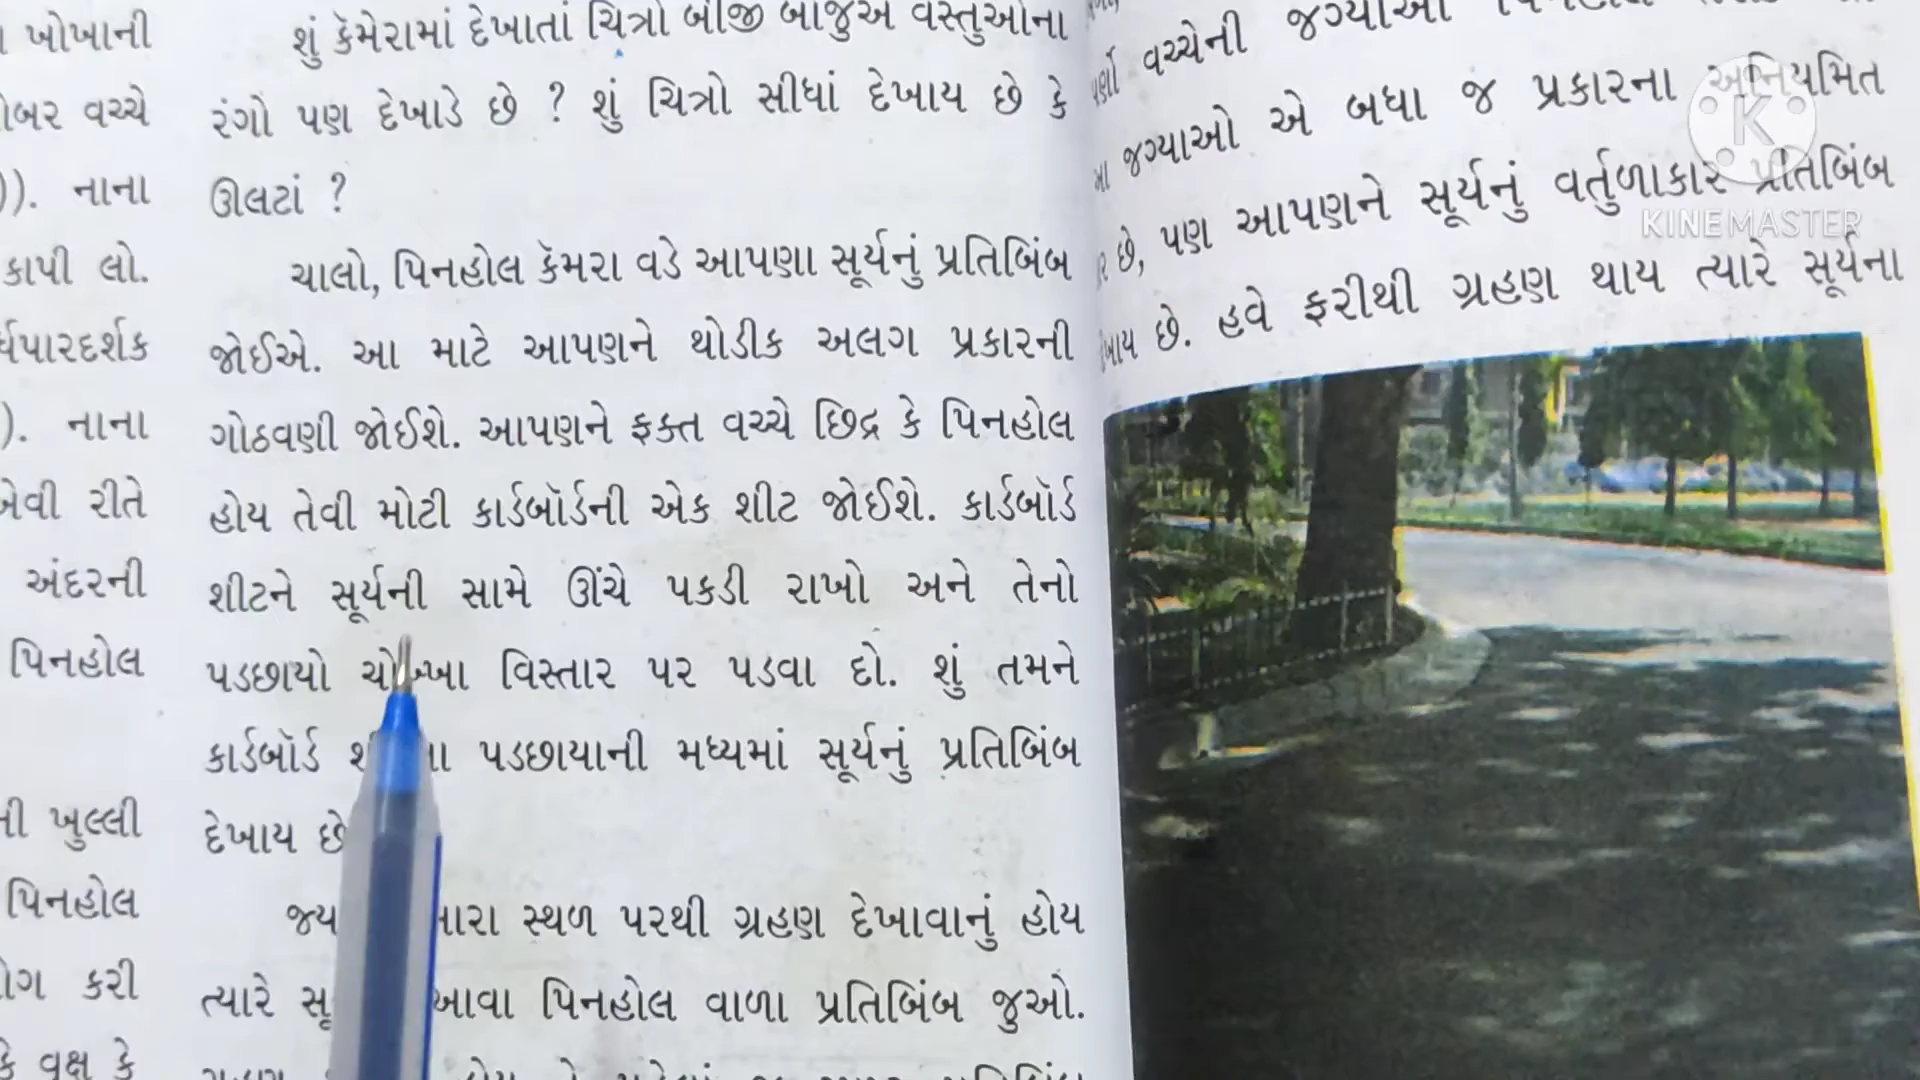 ખોખાની
વચ્ચે
નાના
કાપી લો.
નાના
રીતે
અંદરની
પિનહોલ
ખુલ્લી
પિનહોલ
કરી
વૃક્ષ કે
શું કૅમેરામાં દેખાતાં ચિત્રો બીજી બાજુએ વસ્તુઓના
રંગો પણ દેખાડે છે ? શું ચિત્રો સીધાં દેખાય છે કે
ઊલટાં ?
ચાલો, પિનહોલ કૅમરા વડે આપણા સૂર્યનું પ્રતિબિંબ
જોઈએ. આ માટે આપણને થોડીક અલગ પ્રકારની
ગોઠવણી જોઈશે. આપણને ફક્ત વચ્ચે છિદ્ર કે પિનહોલ
હોય તેવી મોટી કાર્ડબૉર્ડની એક શીટ જોઈશે. કાર્ડબૉર્ડ
શીટને સૂર્યની સામે ઊંચે પકડી રાખો અને તેનો
પડછાયો વિસ્તાર પર પડવા દો. શું તમને
કાર્ડબૉર્ડ પડછાયાની મધ્યમાં સૂર્યનું પ્રતિબિંબ
દેખાય છે
સ્થળ પરથી ગ્રહણ દેખાવાનું હોય
ત્યારે આવા પિનહોલ વાળા પ્રતિબિંબ જુઓ.
વચ્ચેની જગ્યાઓ
જગ્યાઓ એ બધા જ પ્રકારના અનિયમિત
છે, પણ આપણને સૂર્યનું વર્તુળાકાર પ્રતિબિંબ
છે. હવે ફરીથી ગ્રહણ થાય ત્યારે સૂર્યના
K
KINEMASTER